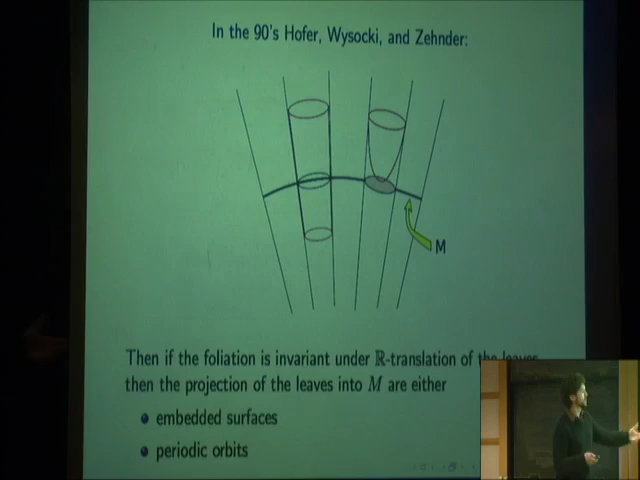 In the 90's Hofer, Wysocki, and Zehnder:
M
Then if the foliation is invariant under ℝ-translation of the leaves
then the projection of the leaves into M are either
embedded surfaces
periodic orbits